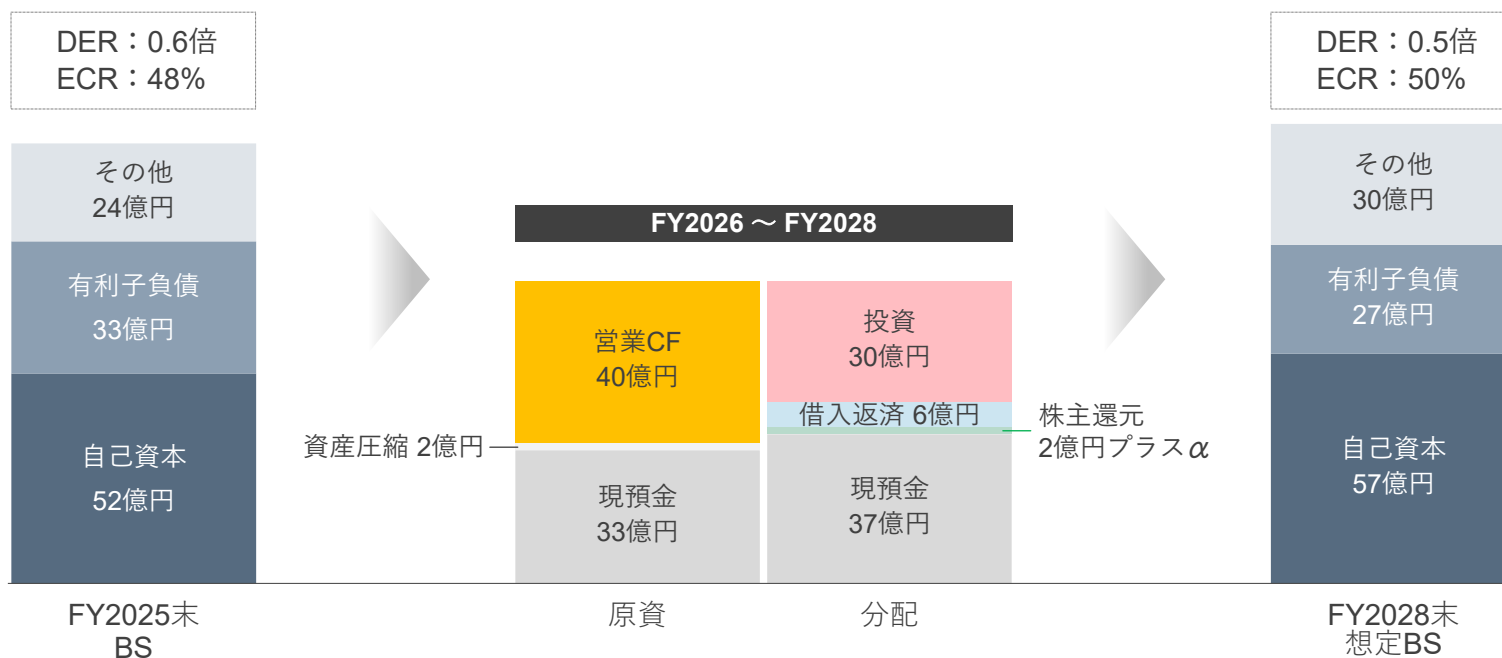 DER：0.6倍
ECR：48%
その他
24億円
有利子負債
33億円
自己資本
52億円
FY2025末
BS
FY2026 ～ FY2028
営業CF
40億円
資産圧縮 2億円
現預金
33億円
原資
投資
30億円
借入返済 6億円
株主還元
2億円プラスα
現預金
37億円
分配
DER：0.5倍
ECR：50%
その他
30億円
有利子負債
27億円
自己資本
57億円
FY2028末
想定BS